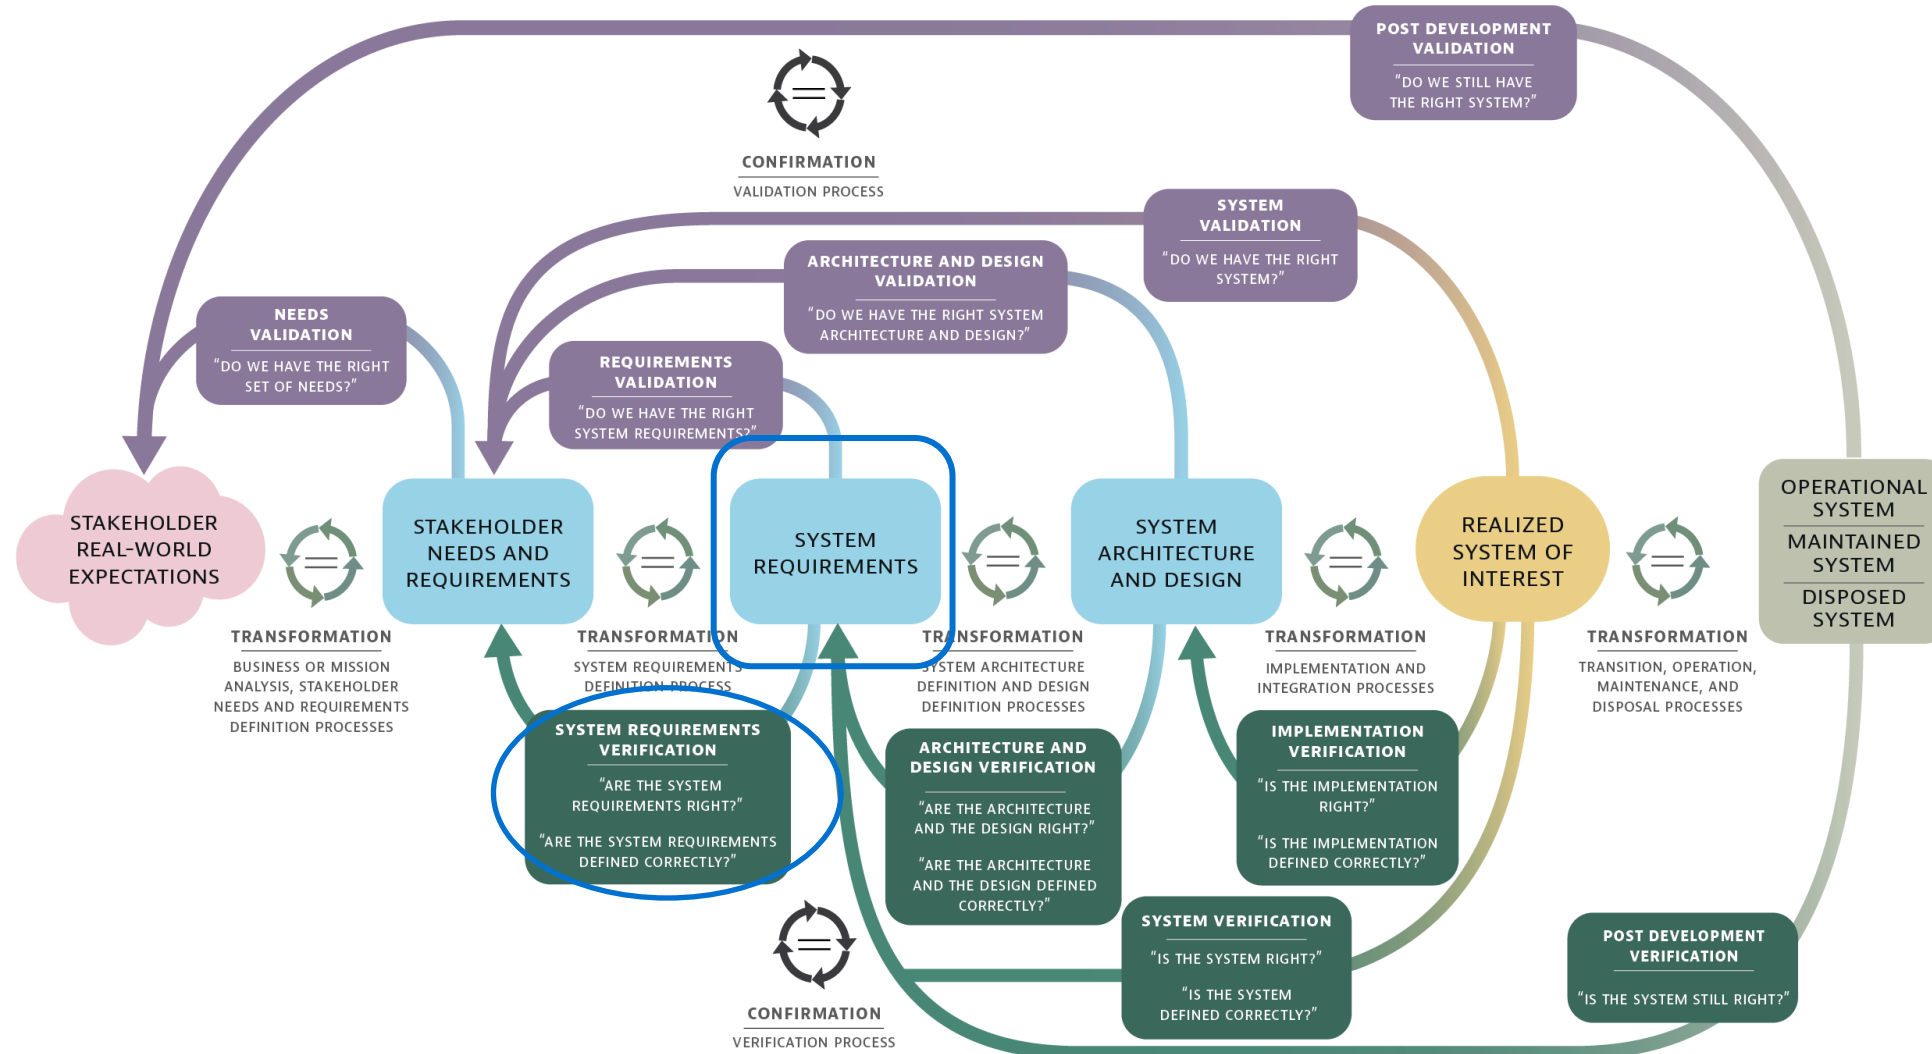 POST DEVELOPMENT
VALIDATION
“DO WE STILL HAVE
THE RIGHT SYSTEM?”
CONFIRMATION
VALIDATION PROCESS
SYSTEM
VALIDATION
“DO WE HAVE THE RIGHT
SYSTEM?”
ARCHITECTURE AND DESIGN
VALIDATION
“DO WE HAVE THE RIGHT SYSTEM
ARCHITECTURE AND DESIGN?”
NEEDS
VALIDATION
“DO WE HAVE THE RIGHT
SET OF NEEDS?”
REQUIREMENTS
VALIDATION
“DO WE HAVE THE RIGHT
SYSTEM REQUIREMENTS?”
STAKEHOLDER
REAL-WORLD
EXPECTATIONS
STAKEHOLDER
NEEDS AND
REQUIREMENTS
SYSTEM
REQUIREMENTS
SYSTEM
ARCHITECTURE
AND DESIGN
REALIZED
SYSTEM OF
INTEREST
OPERATIONAL
SYSTEM
MAINTAINED
SYSTEM
DISPOSED
SYSTEM
TRANSFORMATION
BUSINESS OR MISSION
ANALYSIS, STAKEHOLDER
NEEDS AND REQUIREMENTS
DEFINITION PROCESSES
TRANSFORMATION
SYSTEM REQUIREMENTS
DEFINITION PROCESS
TRANSFORMATION
SYSTEM ARCHITECTURE
DEFINITION AND DESIGN
DEFINITION PROCESSES
TRANSFORMATION
IMPLEMENTATION AND
INTEGRATION PROCESSES
TRANSFORMATION
TRANSITION, OPERATION,
MAINTENANCE, AND
DISPOSAL PROCESSES
SYSTEM REQUIREMENTS
VERIFICATION
“ARE THE SYSTEM
REQUIREMENTS RIGHT?”
“ARE THE SYSTEM REQUIREMENTS
DEFINED CORRECTLY?”
ARCHITECTURE AND
DESIGN VERIFICATION
“ARE THE ARCHITECTURE
AND THE DESIGN RIGHT?”
“ARE THE ARCHITECTURE
AND THE DESIGN DEFINED
CORRECTLY?”
IMPLEMENTATION
VERIFICATION
“IS THE IMPLEMENTATION
RIGHT?”
“IS THE IMPLEMENTATION
DEFINED CORRECTLY?”
SYSTEM VERIFICATION
“IS THE SYSTEM RIGHT?”
“IS THE SYSTEM
DEFINED CORRECTLY?”
POST DEVELOPMENT
VERIFICATION
“IS THE SYSTEM STILL RIGHT?”
CONFIRMATION
VERIFICATION PROCESS